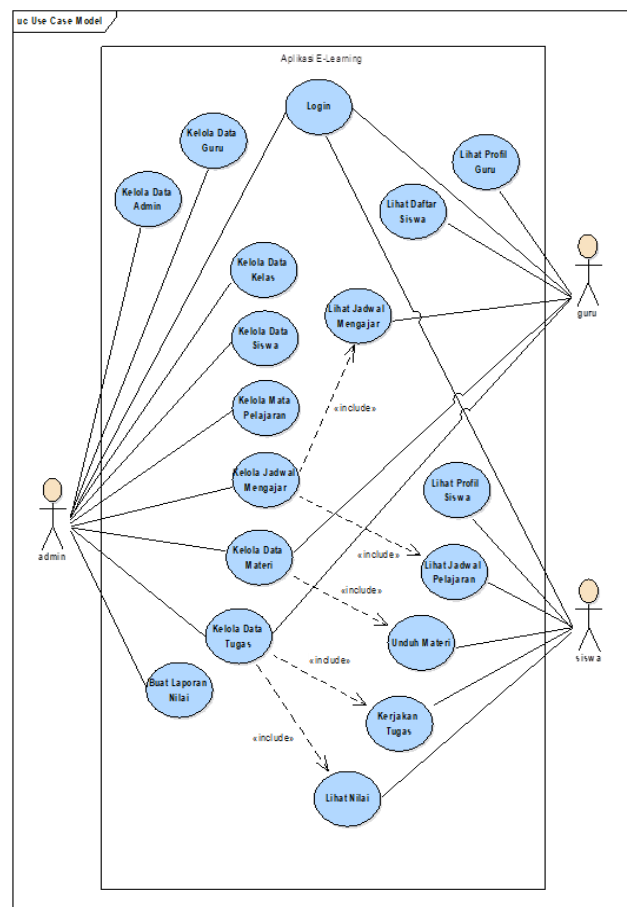 uc Use Case Model
Aplikasi E-Learning
Login
Kelola Data
Guru
Lihat Profil
Guru
Kelola Data
Admin
Lihat Daftar
Siswa
guru
Kelola Data
Kelas
Lihat Jadwal
Mengajar
Kelola Data
Siswa
«include»
Kelola Mata
Pelajaran
Kelola Jadwal
Mengajar
Lihat Profil
Siswa
admin
Kelola Data
Materi
«include»
Lihat Jadwal
Pelajaran
«include»
siswa
Kelola Data
Tugas
Unduh Materi
«include»
Buat Laporan
Nilai
Kerjakan
Tugas
«include»
Lihat Nilai